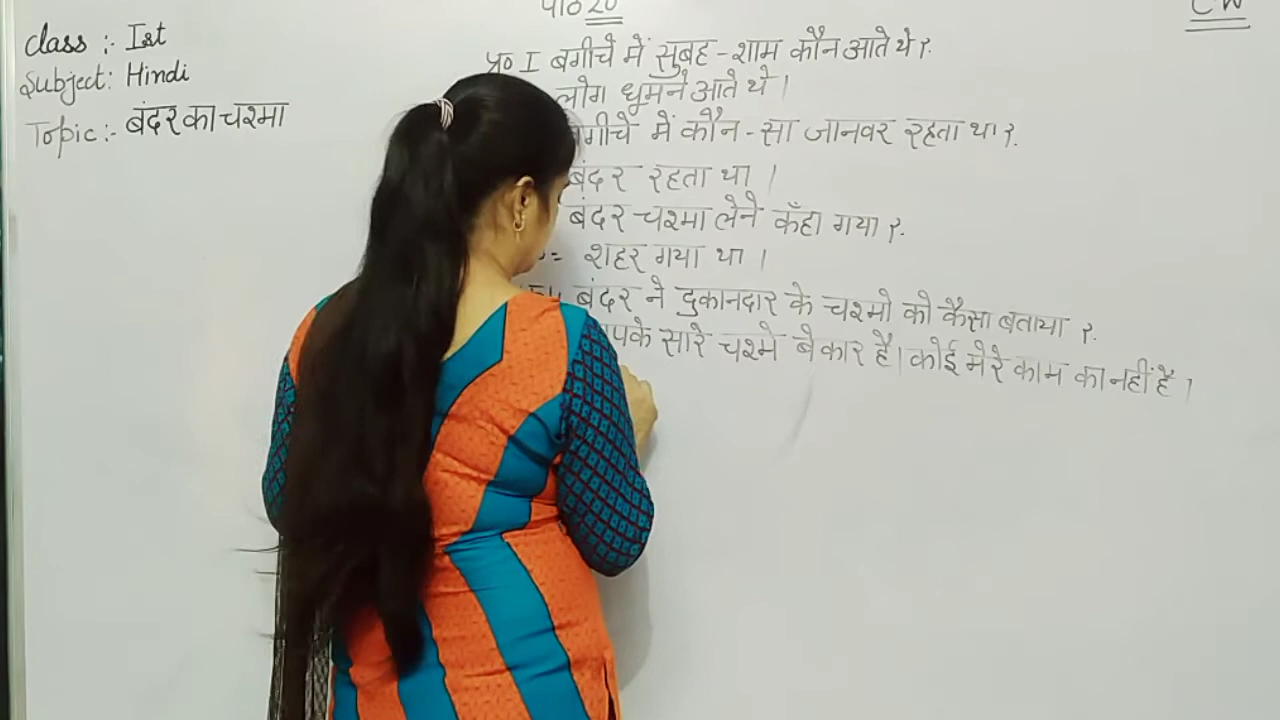 पाठ 20
CW
Class :- Ist
Subject: Hindi
Topic:- बंदर का चश्मा
प्र० I बगीचे में सुबह - शाम कौन आते थे ?
लोग घूमने आते थे ।
बगीचे में कौन - सा जानवर रहता था ?
बंदर रहता था ।
बंदर चश्मा लेने कँहा गया ?
शहर गया था ।
बंदर ने दुकानदार के चश्मो को कैसा बताया ?
सारे चश्मे बेकार है। कोई मेरे काम का नहीं है ।